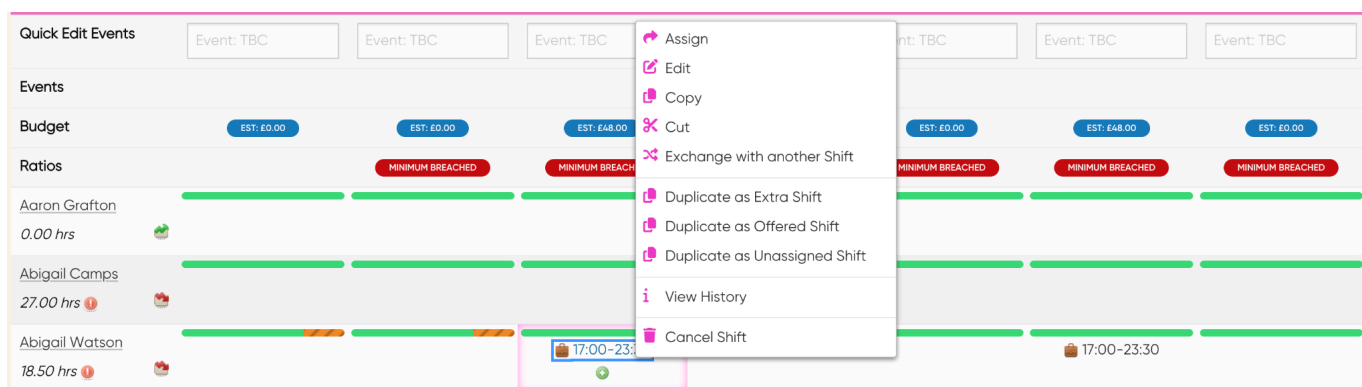 Quick Edit Events
Event: TBC
Event: TBC
Event: TBC
nt: TBC
Event: TBC
Event: TBC
Events
Budget
EST: £0.00
EST: £0.00
EST: £48.00
EST: £0.00
EST: £48.00
EST: £0.00
Ratios
MINIMUM BREACHED
MINIMUM BREACH
MINIMUM BREACHED
MINIMUM BREACHED
MINIMUM BREACHED
Assign
Edit
Copy
Cut
Exchange with another Shift
Duplicate as Extra Shift
Duplicate as Offered Shift
Duplicate as Unassigned Shift
View History
Cancel Shift
Aaron Grafton
0.00 hrs
Abigail Camps
27.00 hrs
Abigail Watson
18.50 hrs
17:00-23:
17:00-23:30